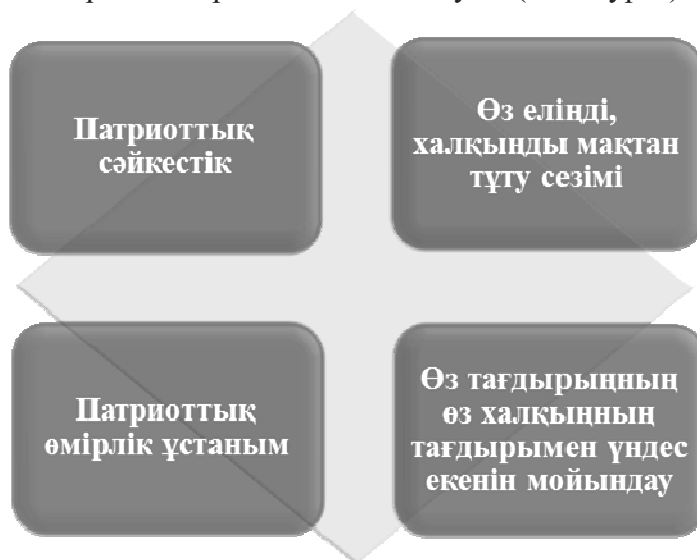 Патриоттық
сәйкестік
Өз еліңді,
халқыңды мақтан
тұту сезімі
Патриоттық
өмірлік ұстаным
Өз тағдырыңның
өз халқыңның
тағдырымен үндес
екенін мойындау